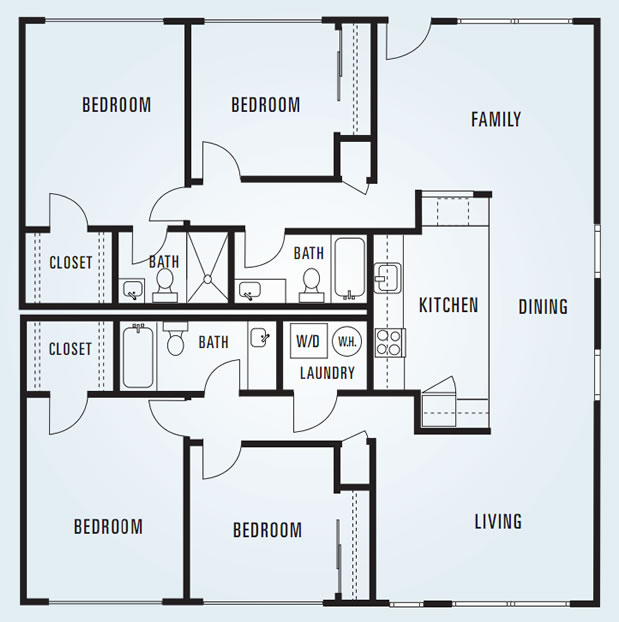 BEDROOM
BEDROOM
FAMILY
CLOSET
BATH
BATH
KITCHEN
DINING
CLOSET
BATH
W/D
W.H.
LAUNDRY
BEDROOM
BEDROOM
LIVING